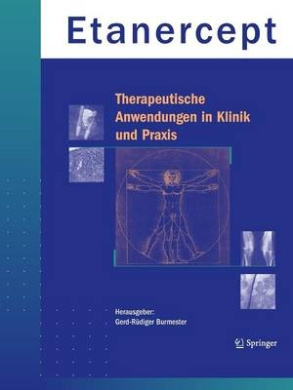 Etanercept
Therapeutische
Anwendungen in Klinik
und Praxis
Herausgeber:
Gerd-Rüdiger Burmester
Springer